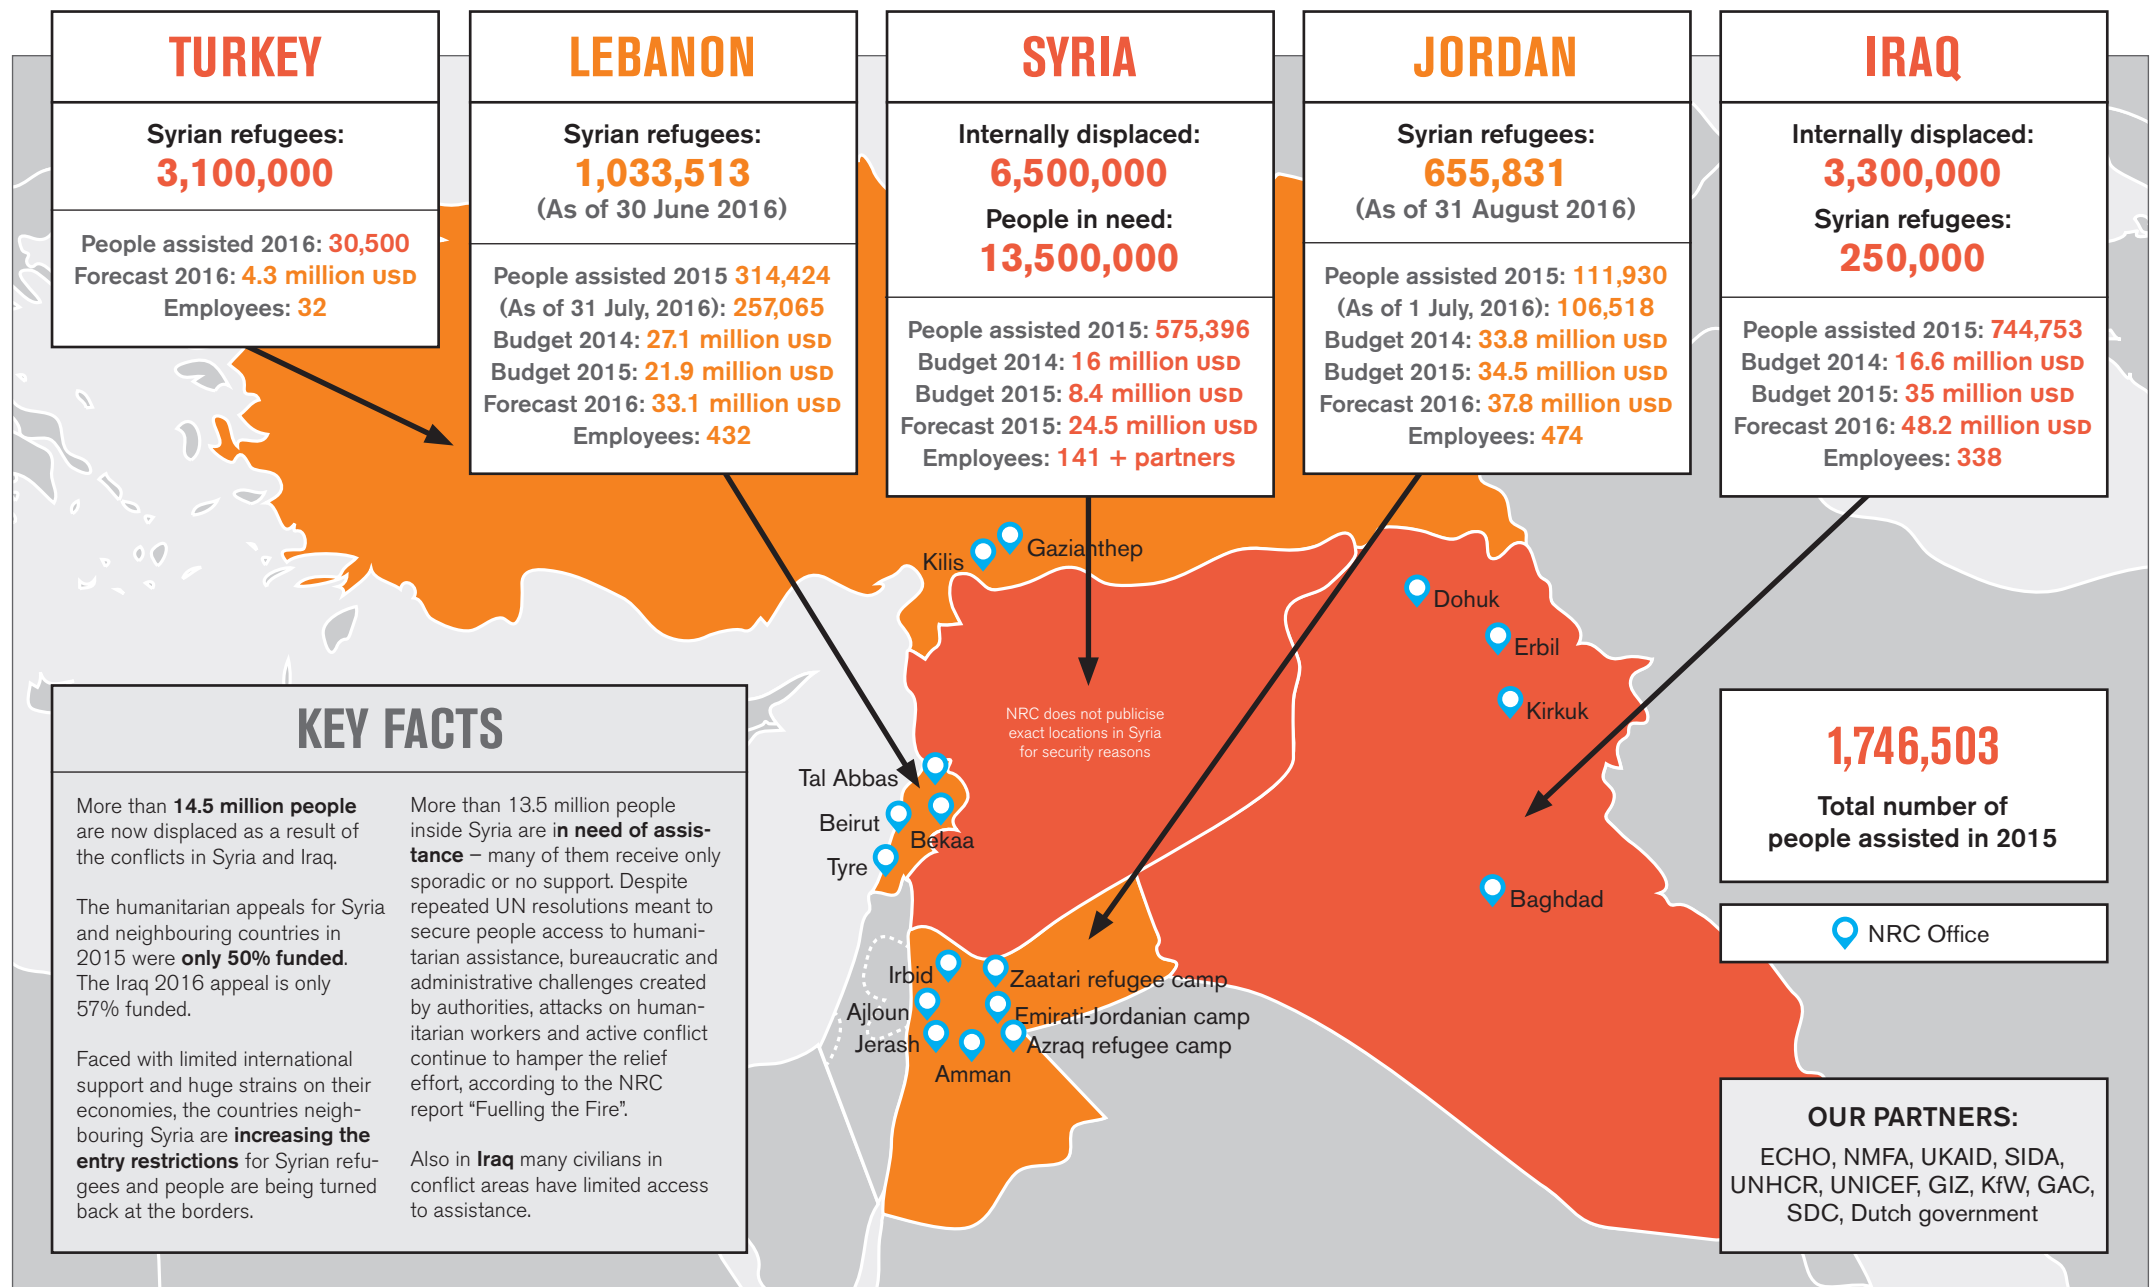 TURKEY
Syrian refugees:
3,100,000
People assisted 2016: 30,500
Forecast 2016: 4.3 million USD
Employees: 32
LEBANON
Syrian refugees:
1,033,513
(As of 30 June 2016)
People assisted 2015 314,424
(As of 31 July, 2016): 257,065
Budget 2014: 27.1 million USD
Budget 2015: 21.9 million USD
Forecast 2016: 33.1 million USD
Employees: 432
SYRIA
Internally displaced:
6,500,000
People in need:
13,500,000
People assisted 2015: 575,396
Budget 2014: 16 million USD
Budget 2015: 8.4 million USD
Forecast 2015: 24.5 million USD
Employees: 141 + partners
JORDAN
Syrian refugees:
655,831
(As of 31 August 2016)
People assisted 2015: 111,930
(As of 1 July, 2016): 106,518
Budget 2014: 33.8 million USD
Budget 2015: 34.5 million USD
Forecast 2016: 37.8 million USD
Employees: 474
IRAQ
Internally displaced:
3,300,000
Syrian refugees:
250,000
People assisted 2015: 744,753
Budget 2014: 16.6 million USD
Budget 2015: 35 million USD
Forecast 2016: 48.2 million USD
Employees: 338
Kilis
Gazianthep
Dohuk
Erbil
Kirkuk
Baghdad
NRC does not publicise
exact locations in Syria
for security reasons
Tal Abbas
Beirut
Bekaa
Tyre
Irbid
Zaatari refugee camp
Ajloun
Emirati-Jordanian camp
Jerash
Azraq refugee camp
Amman
KEY FACTS
More than 14.5 million people
are now displaced as a result of
the conflicts in Syria and Iraq.
The humanitarian appeals for Syria
and neighbouring countries in
2015 were only 50% funded.
The Iraq 2016 appeal is only
57% funded.
Faced with limited international
support and huge strains on their
economies, the countries neigh-
bouring Syria are increasing the
entry restrictions for Syrian refu-
gees and people are being turned
back at the borders.
More than 13.5 million people
inside Syria are in need of assis-
tance – many of them receive only
sporadic or no support. Despite
repeated UN resolutions meant to
secure people access to humani-
tarian assistance, bureaucratic and
administrative challenges created
by authorities, attacks on human-
itarian workers and active conflict
continue to hamper the relief
effort, according to the NRC
report “Fuelling the Fire”.
Also in Iraq many civilians in
conflict areas have limited access
to assistance.
1,746,503
Total number of
people assisted in 2015
NRC Office
OUR PARTNERS:
ECHO, NMFA, UKAID, SIDA,
UNHCR, UNICEF, GIZ, KfW, GAC,
SDC, Dutch government